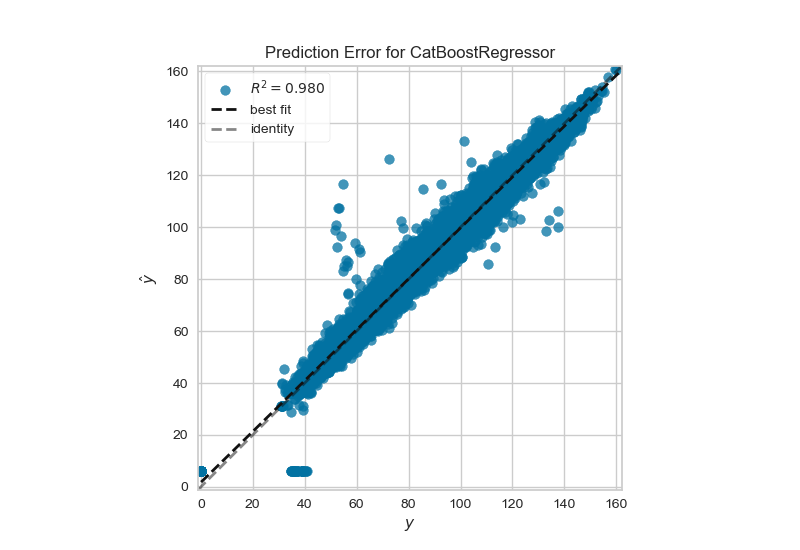 Prediction Error for CatBoostRegressor
R² = 0.980
best fit
identity
160
140
120
100
80
60
40
20
0
ŷ
0 20 40 60 80 100 120 140 160
y